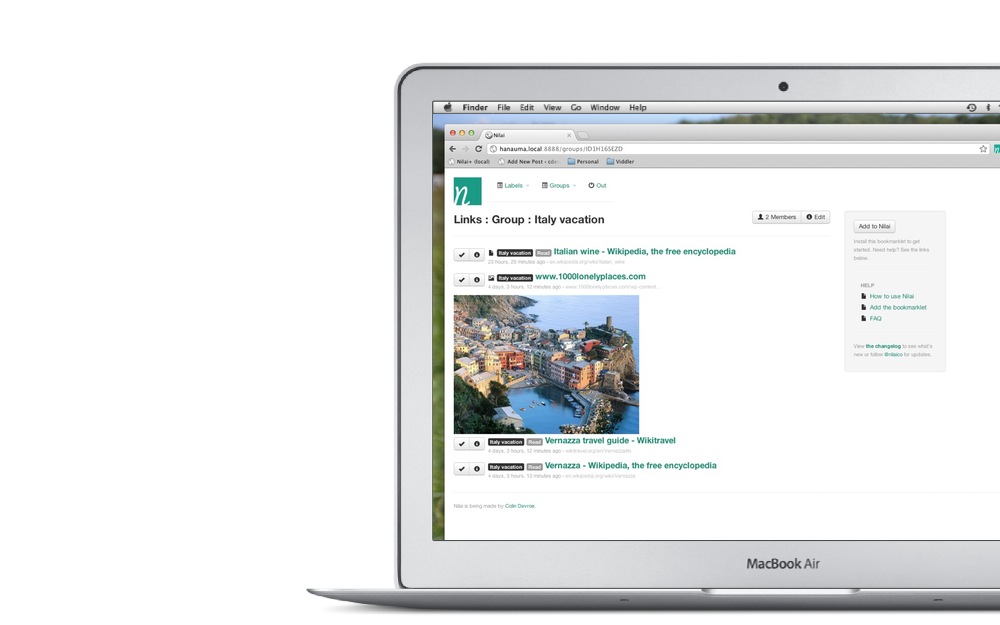 Finder File Edit View Go Window Help
Nilai
hanauma.local:8888/groups/ID1H16SEZD
Nilai+ (local) Add New Post ‹ cde Personal Viddler
n Labels Groups Out
Links : Group : Italy vacation
2 Members Edit
Italy vacation Read Italian wine - Wikipedia, the free encyclopedia
23 hours, 20 minutes ago - en.wikipedia.org/wiki/italian_wine
Italy vacation www.1000lonelyplaces.com
4 days, 3 hours, 12 minutes ago - www.1000lonelyplaces.com/wp-content...
Italy vacation Read Vernazza travel guide - Wikitravel
4 days, 3 hours, 12 minutes ago - wikitravel.org/en/Vernazza
Italy vacation Read Vernazza - Wikipedia, the free encyclopedia
4 days, 3 hours, 13 minutes ago - en.wikipedia.org/wiki/vernazza
Nilai is being made by Colin Devroe.
Add to Nilai
Install this bookmarklet to get
started. Need help? See the links
below.
HELP
How to use Nilai
Add the bookmarklet
FAQ
View the changelog to see what's
new or follow @nilaico for updates.
MacBook Air